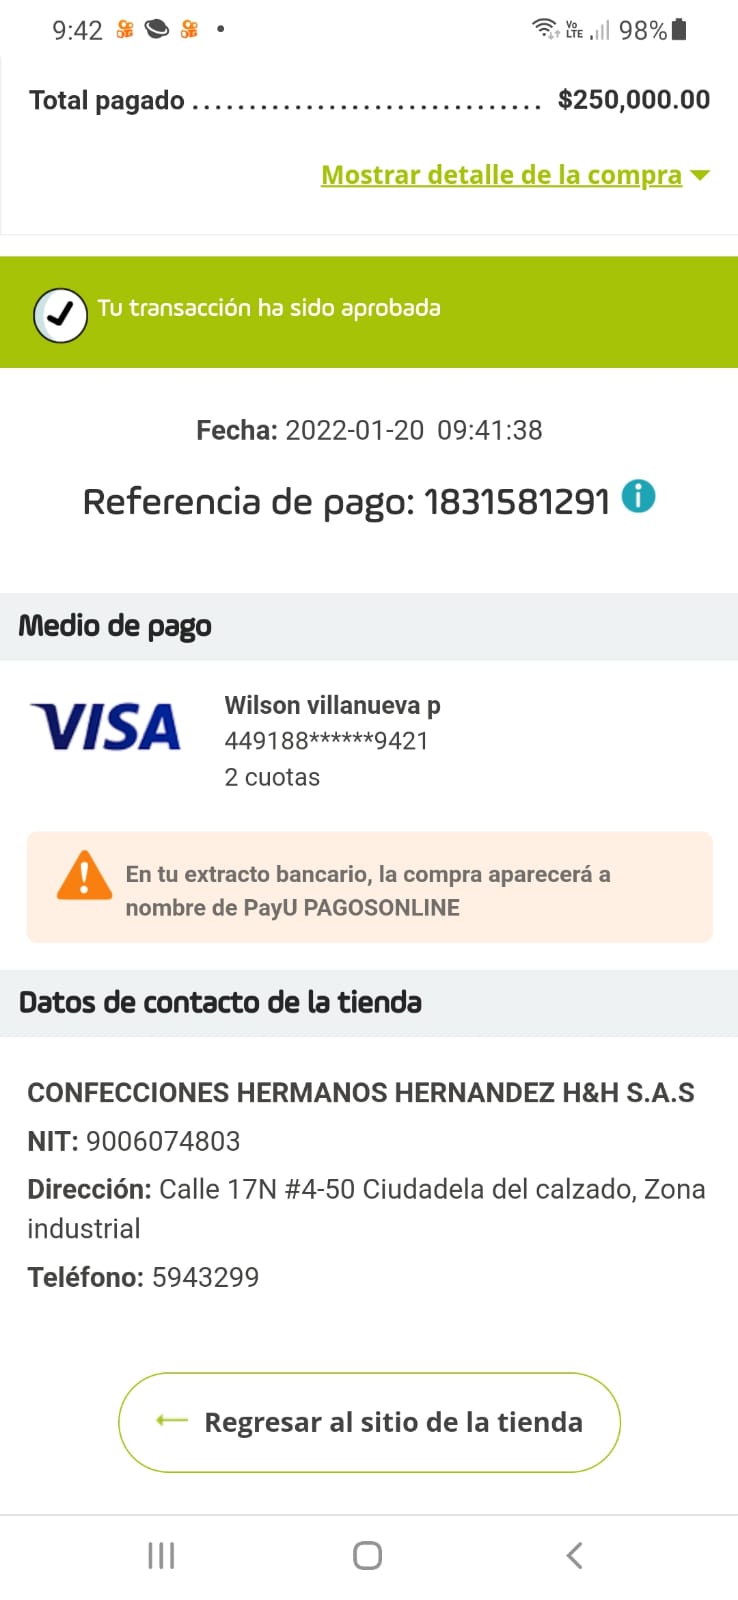 9:42 Vo LTE 98%
Total pagado .............................. $250,000.00
Mostrar detalle de la compra
Tu transacción ha sido aprobada
Fecha: 2022-01-20 09:41:38
Referencia de pago: 1831581291 i
Medio de pago
VISA
Wilson villanueva p
449188******9421
2 cuotas
En tu extracto bancario, la compra aparecerá a
nombre de PayU PAGOSONLINE
Datos de contacto de la tienda
CONFECCIONES HERMANOS HERNANDEZ H&H S.A.S
NIT: 9006074803
Dirección: Calle 17N #4-50 Ciudadela del calzado, Zona
industrial
Teléfono: 5943299
Regresar al sitio de la tienda